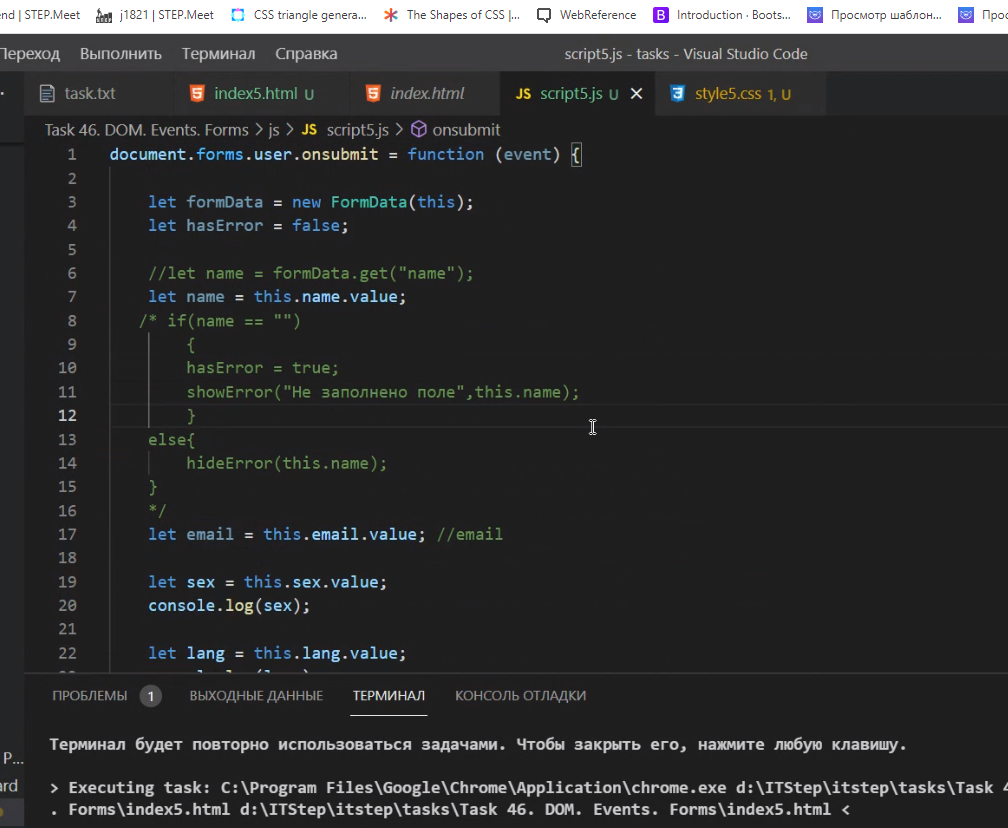 end | STEP.Meet j1821 | STEP.Meet CSS triangle genera... The Shapes of CSS |... WebReference B Introduction · Boots... Просмотр шаблон... Прос
Переход Выполнить Терминал Справка script5.js - tasks - Visual Studio Code
task.txt index5.html U index.html JS script5.js U style5.css 1, U
Task 46. DOM. Events. Forms > js > JS script5.js > onsubmit
1 document.forms.user.onsubmit = function (event) {
2
3 let formData = new FormData(this);
4 let hasError = false;
5
6 //let name = formData.get("name");
7 let name = this.name.value;
8 /* if(name == "")
9 {
10 hasError = true;
11 showError("Не заполнено поле",this.name);
12 }
13 else{
14 hideError(this.name);
15 }
16 */
17 let email = this.email.value; //email
18
19 let sex = this.sex.value;
20 console.log(sex);
21
22 let lang = this.lang.value;
ПРОБЛЕМЫ 1 ВЫХОДНЫЕ ДАННЫЕ ТЕРМИНАЛ КОНСОЛЬ ОТЛАДКИ
Терминал будет повторно использоваться задачами. Чтобы закрыть его, нажмите любую клавишу.
P...
> Executing task: C:\Program Files\Google\Chrome\Application\chrome.exe d:\ITStep\itstep\tasks\Task 4
ard
. Forms\index5.html d:\ITStep\itstep\tasks\Task 46. DOM. Events. Forms\index5.html <